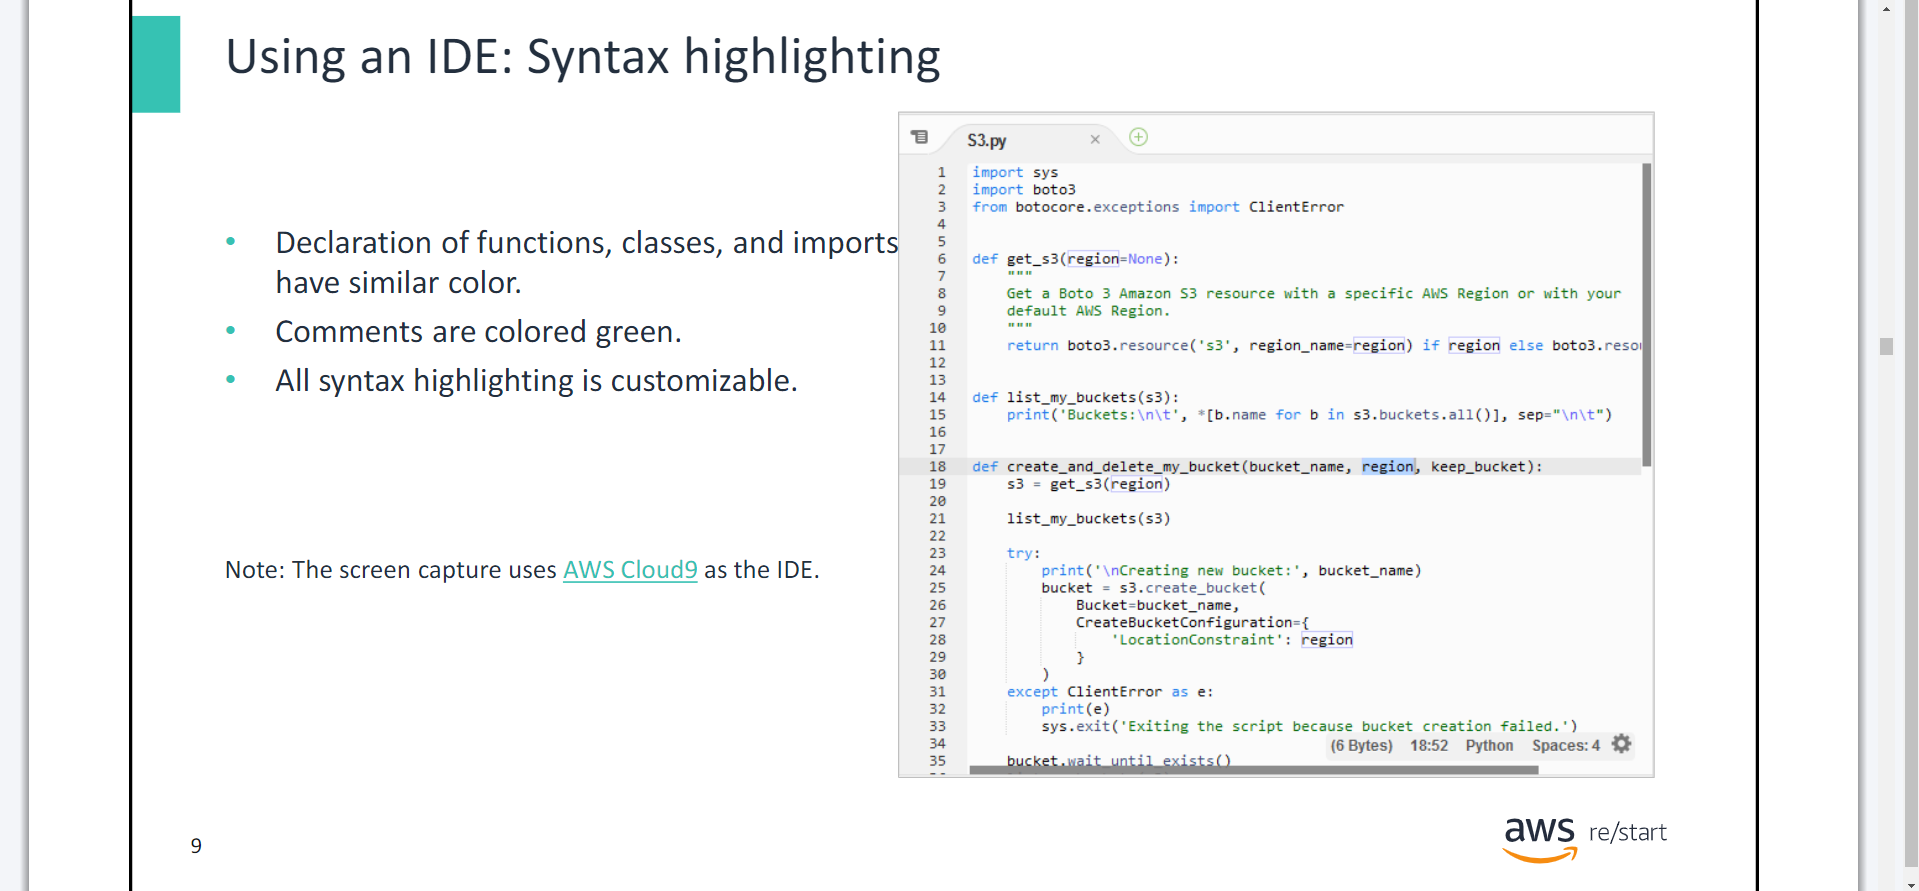 Using an IDE: Syntax highlighting
• Declaration of functions, classes, and imports
have similar color.
• Comments are colored green.
• All syntax highlighting is customizable.
Note: The screen capture uses AWS Cloud9 as the IDE.
S3.py
1 import sys
2 import boto3
3 from botocore.exceptions import ClientError
4
5
6 def get_s3(region=None):
7     """
8     Get a Boto 3 Amazon S3 resource with a specific AWS Region or with your
9     default AWS Region.
10     """
11     return boto3.resource('s3', region_name=region) if region else boto3.reso
12
13
14 def list_my_buckets(s3):
15     print('Buckets:\n\t', *[b.name for b in s3.buckets.all()], sep="\n\t")
16
17
18 def create_and_delete_my_bucket(bucket_name, region, keep_bucket):
19     s3 = get_s3(region)
20
21     list_my_buckets(s3)
22
23     try:
24         print('\nCreating new bucket:', bucket_name)
25         bucket = s3.create_bucket(
26             Bucket=bucket_name,
27             CreateBucketConfiguration={
28                 'LocationConstraint': region
29             }
30         )
31     except ClientError as e:
32         print(e)
33         sys.exit('Exiting the script because bucket creation failed.')
34
35     bucket.wait_until_exists()
(6 Bytes) 18:52 Python Spaces: 4
9
aws re/start